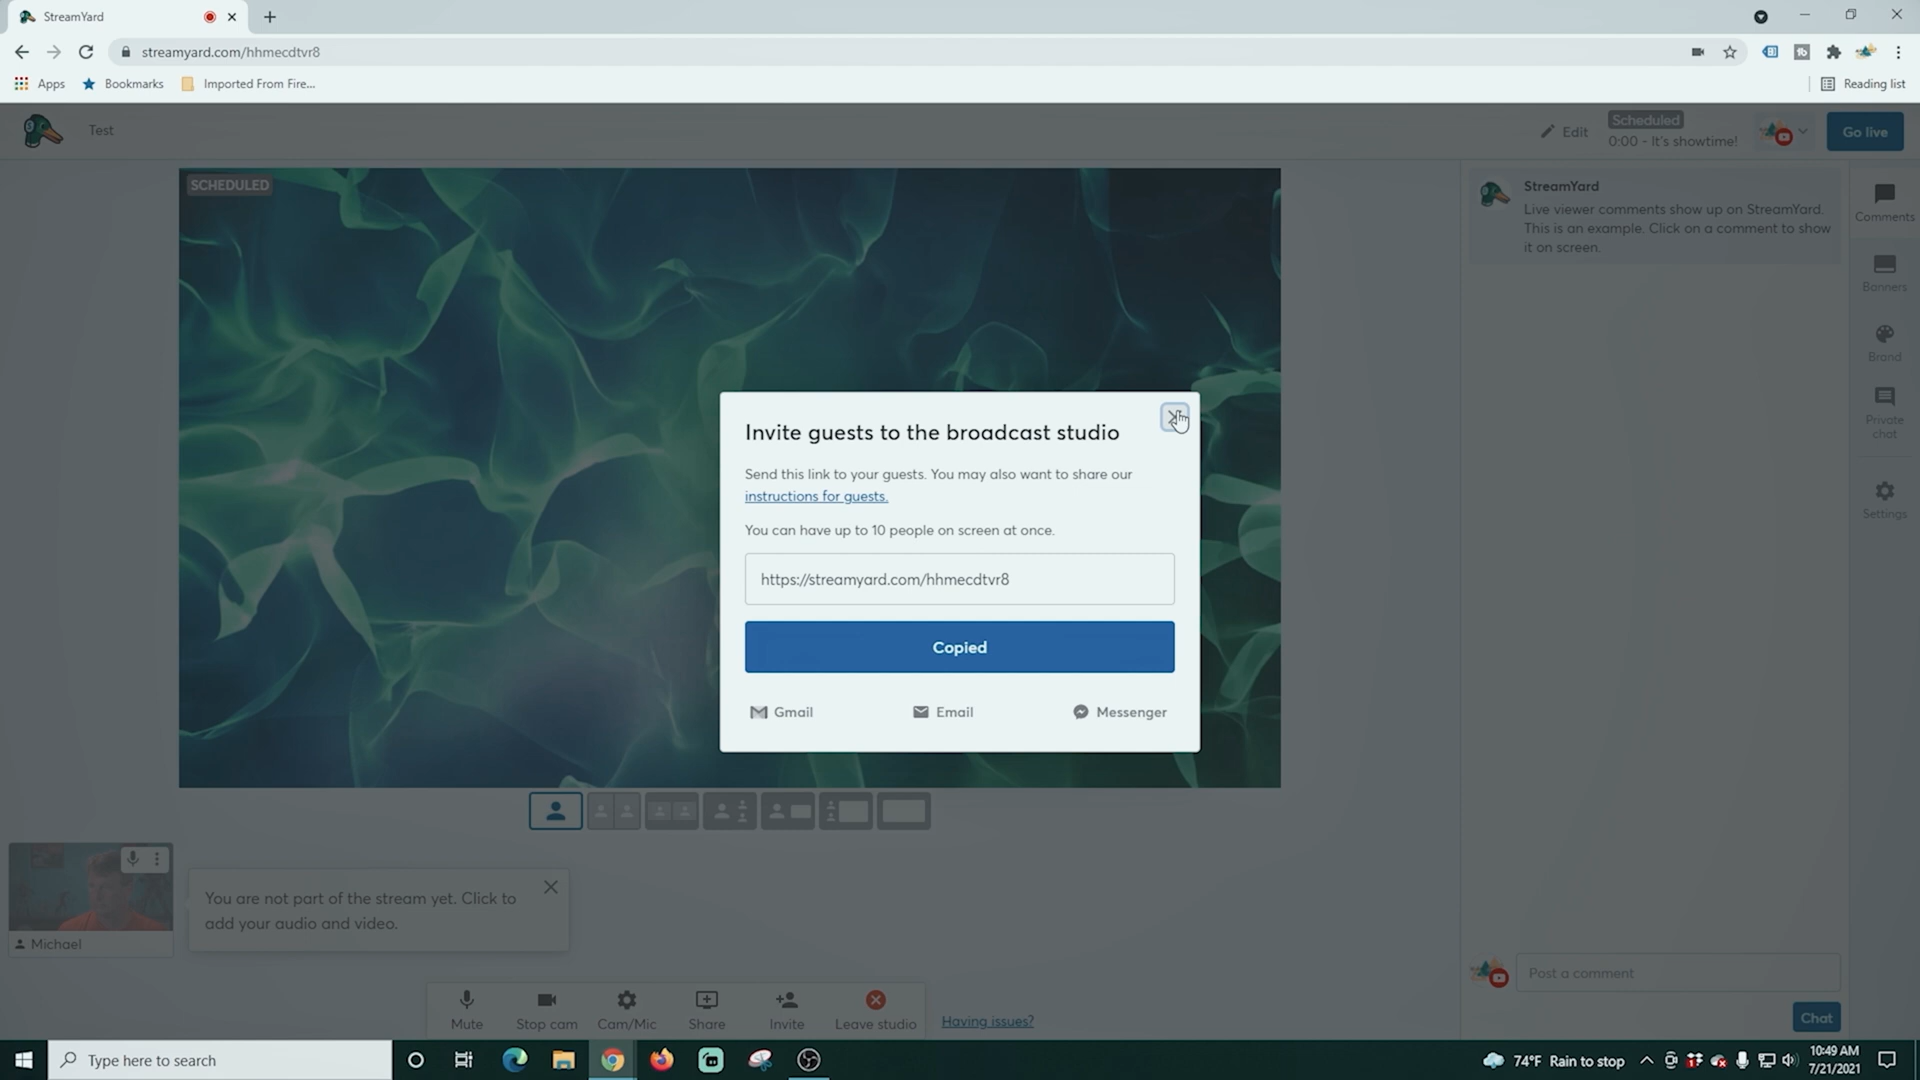 StreamYard
streamyard.com/hhmecdtvr8
Apps
Bookmarks
Imported From Fire...
Reading list
Test
Edit
Scheduled
0:00 - It's showtime!
Go live
SCHEDULED
StreamYard
Live viewer comments show up on StreamYard.
This is an example. Click on a comment to show
it on screen.
Comments
Banners
Brand
Private
chat
Settings
Invite guests to the broadcast studio
Send this link to your guests. You may also want to share our
instructions for guests.
You can have up to 10 people on screen at once.
https://streamyard.com/hhmecdtvr8
Copied
Gmail
Email
Messenger
You are not part of the stream yet. Click to
add your audio and video.
Michael
Post a comment
Chat
Mute
Stop cam
Cam/Mic
Share
Invite
Leave studio
Having issues?
Type here to search
74°F Rain to stop
10:49 AM
7/21/2021